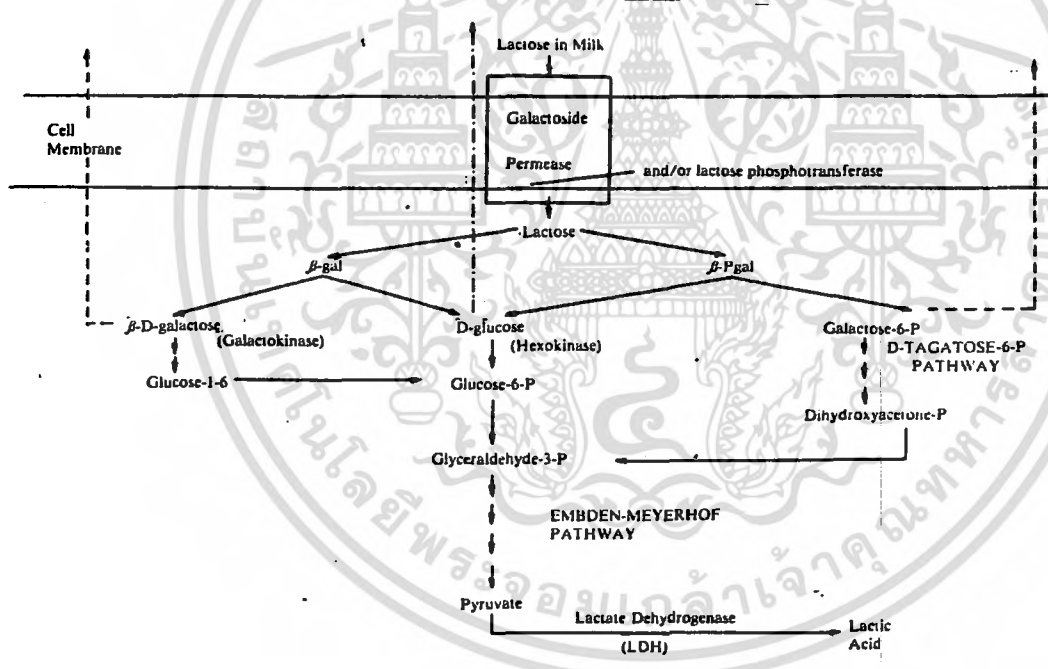 Lactose in Milk
Cell
Membrane
Galactoside
Permease
and/or lactose phosphotransferase
Lactose
β-gal
β-Pgal
β-D-galactose
(Galactokinase)
D-glucose
(Hexokinase)
Galactose-6-P
D-TAGATOSE-6-P
PATHWAY
Glucose-1-6
Glucose-6-P
Dihydroxyacetone-P
Glyceraldehyde-3-P
EMBDEN-MEYERHOF
PATHWAY
Pyruvate
Lactate Dehydrogenase
(LDH)
Lactic
Acid